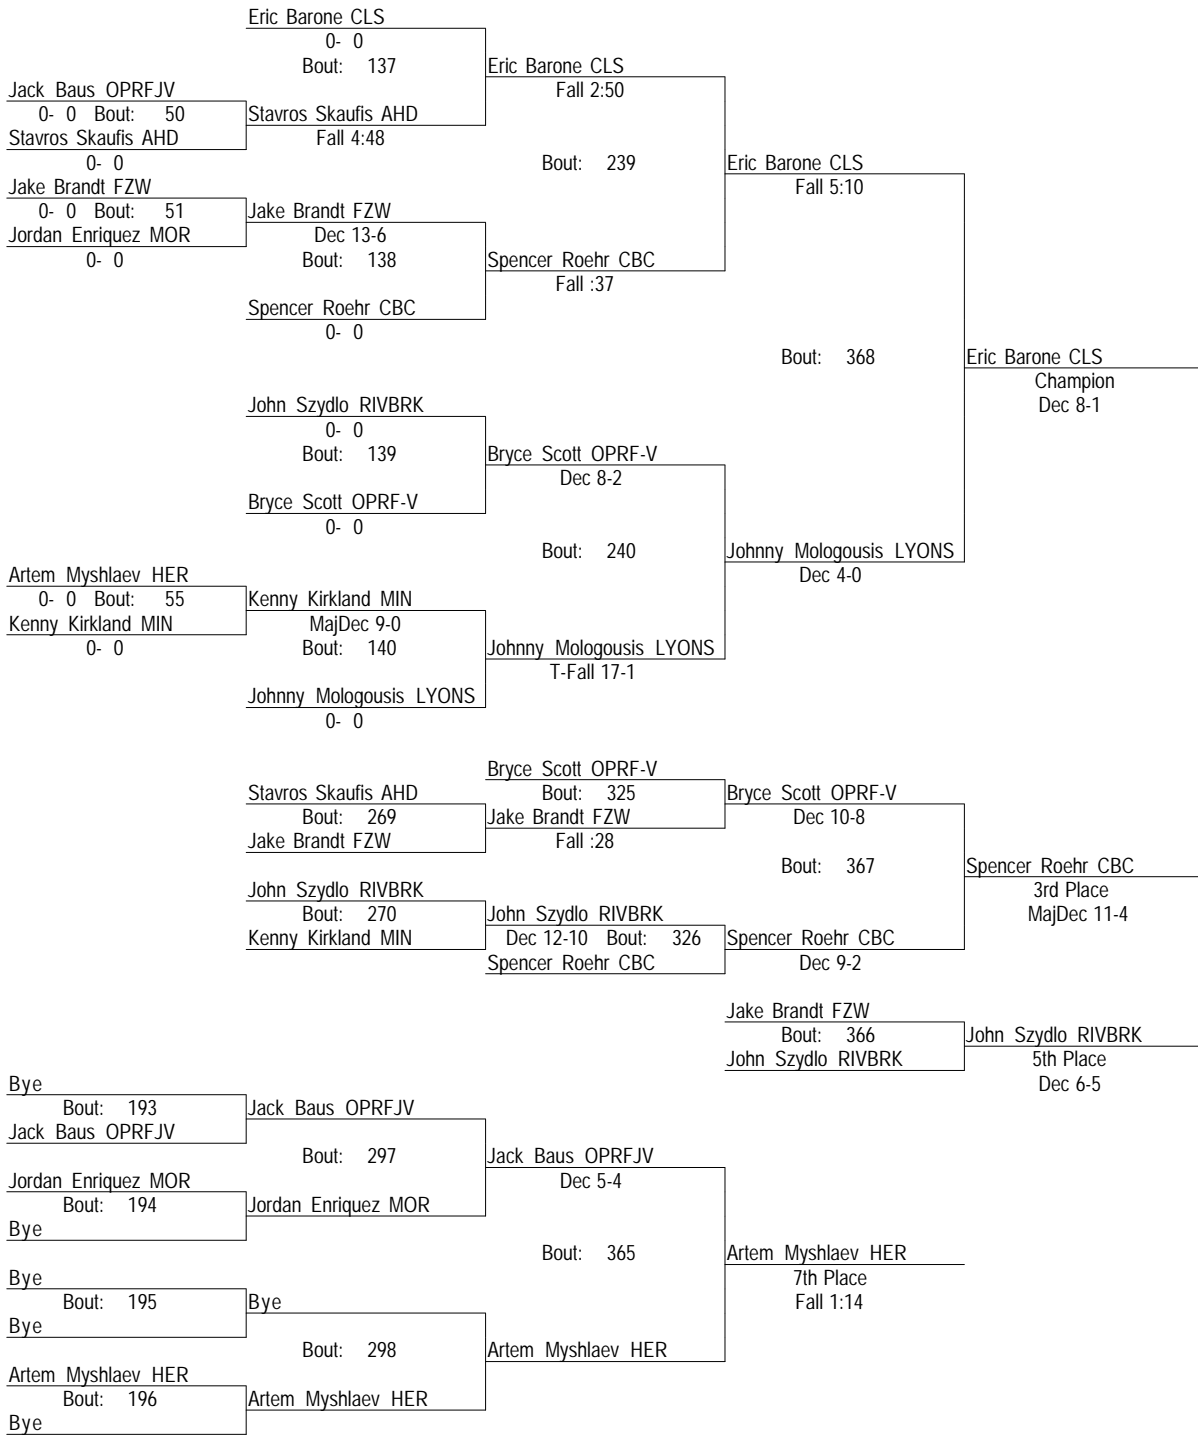 Eric Barone CLS
0- 0
Bout: 137
Eric Barone CLS
Fall 2:50
Jack Baus OPRFJV
0- 0 Bout: 50
Stavros Skaufis AHD
Fall 4:48
Stavros Skaufis AHD
0- 0
Bout: 239
Eric Barone CLS
Fall 5:10
Jake Brandt FZW
0- 0 Bout: 51
Jake Brandt FZW
Dec 13-6
Jordan Enriquez MOR
0- 0
Bout: 138
Spencer Roehr CBC
Fall :37
Spencer Roehr CBC
0- 0
Bout: 368
Eric Barone CLS
Champion
Dec 8-1
John Szydlo RIVBRK
0- 0
Bout: 139
Bryce Scott OPRF-V
Dec 8-2
Bryce Scott OPRF-V
0- 0
Bout: 240
Johnny Mologousis LYONS
Dec 4-0
Artem Myshlaev HER
0- 0 Bout: 55
Kenny Kirkland MIN
MajDec 9-0
Kenny Kirkland MIN
0- 0
Bout: 140
Johnny Mologousis LYONS
T-Fall 17-1
Johnny Mologousis LYONS
0- 0
Bryce Scott OPRF-V
Bout: 325
Bryce Scott OPRF-V
Dec 10-8
Stavros Skaufis AHD
Bout: 269
Jake Brandt FZW
Fall :28
Jake Brandt FZW
Bout: 367
Spencer Roehr CBC
3rd Place
MajDec 11-4
John Szydlo RIVBRK
Bout: 270
John Szydlo RIVBRK
Dec 12-10 Bout: 326
Kenny Kirkland MIN
Spencer Roehr CBC
Dec 9-2
Spencer Roehr CBC
Jake Brandt FZW
Bout: 366
John Szydlo RIVBRK
5th Place
Dec 6-5
John Szydlo RIVBRK
Bye
Bout: 193
Jack Baus OPRFJV
Jack Baus OPRFJV
Bout: 297
Jack Baus OPRFJV
Dec 5-4
Jordan Enriquez MOR
Bout: 194
Jordan Enriquez MOR
Bye
Bout: 365
Artem Myshlaev HER
7th Place
Fall 1:14
Bye
Bout: 195
Bye
Bye
Bout: 298
Artem Myshlaev HER
Artem Myshlaev HER
Bout: 196
Artem Myshlaev HER
Bye